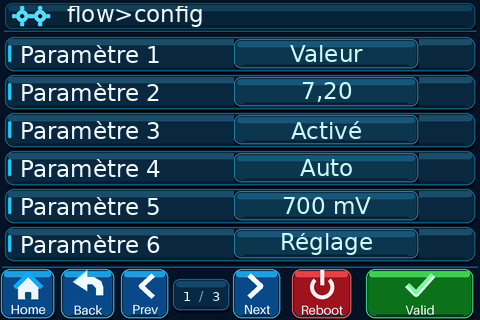 flow>config
Paramètre 1 Valeur
Paramètre 2 7,20
Paramètre 3 Activé
Paramètre 4 Auto
Paramètre 5 700 mV
Paramètre 6 Réglage
Home Back Prev 1 / 3 Next Reboot Valid